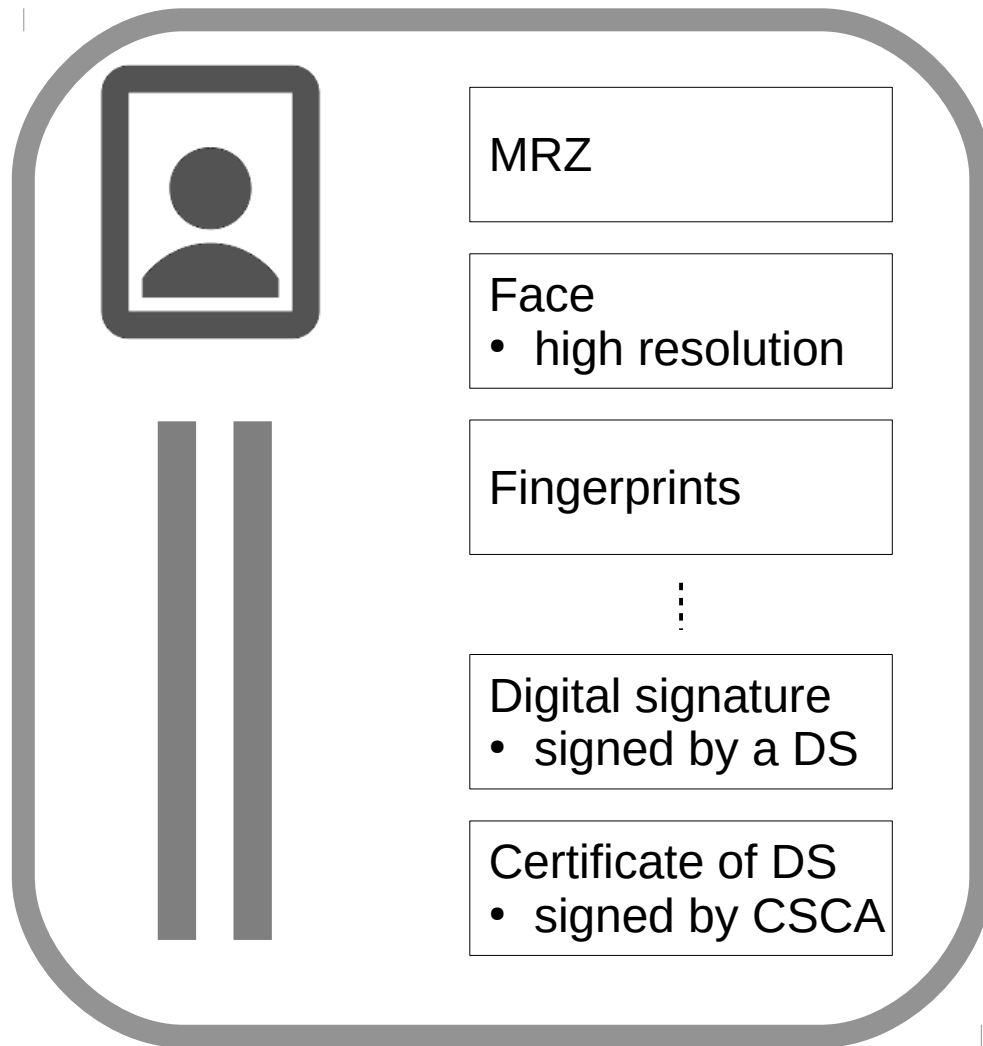 MRZ
Face
• high resolution
Fingerprints
Digital signature
• signed by a DS
Certificate of DS
• signed by CSCA